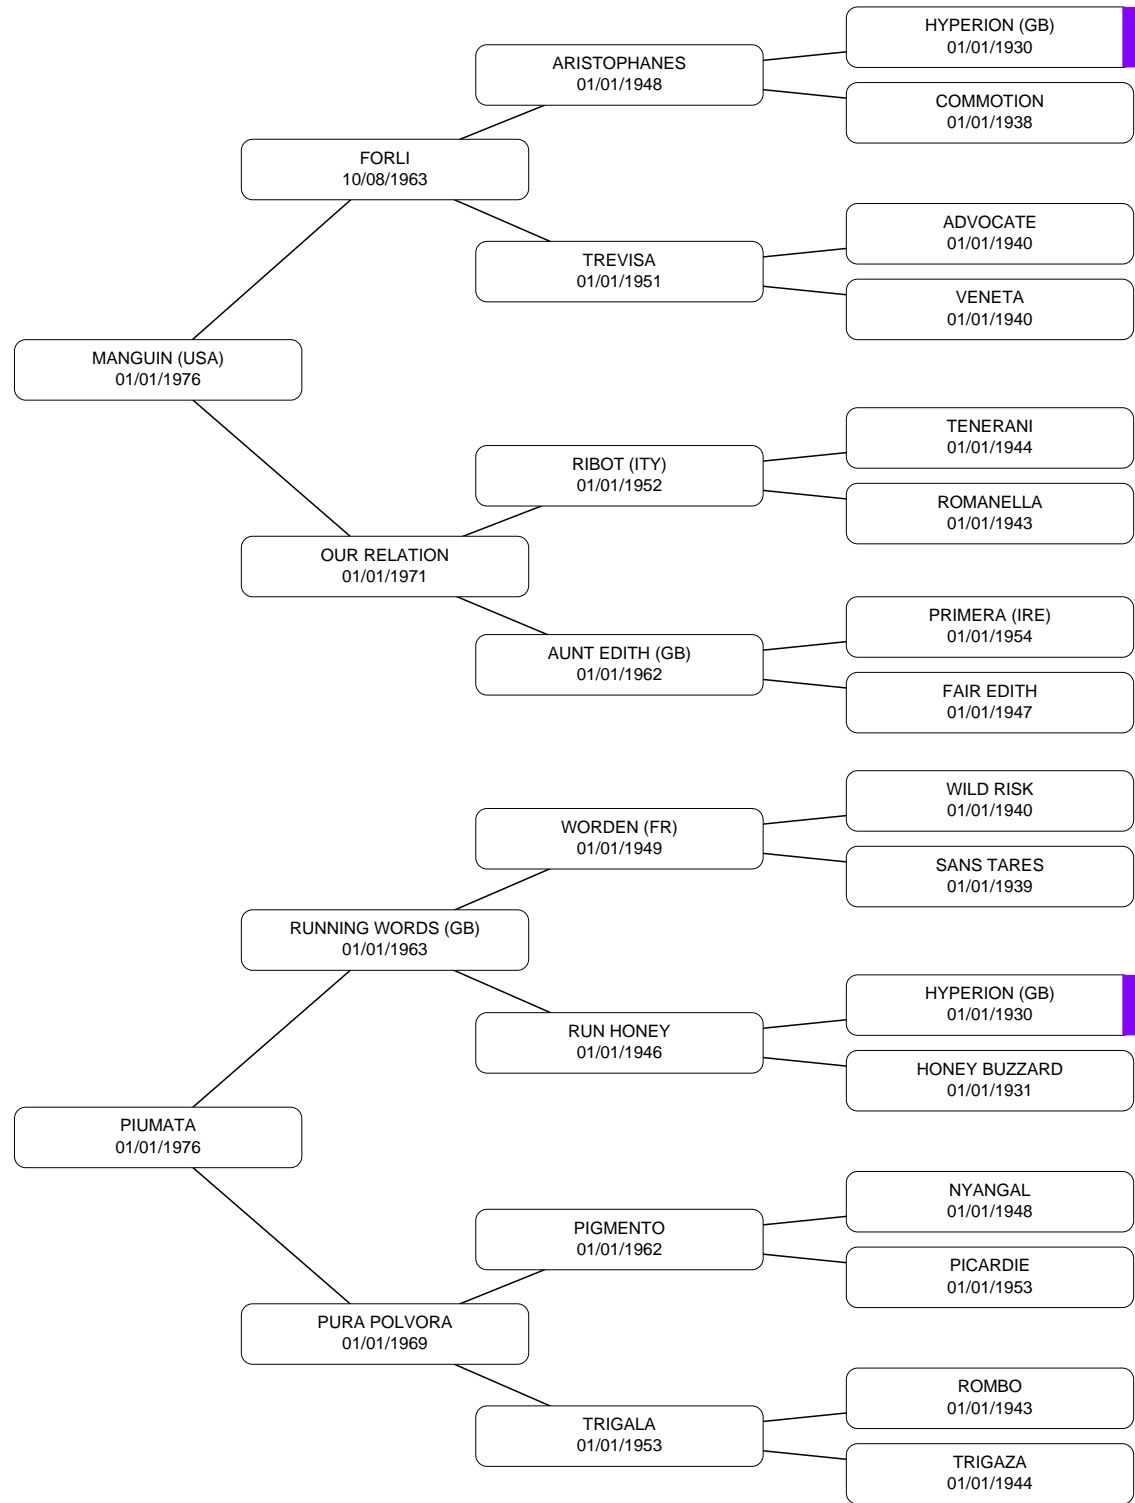 HYPERION (GB)
01/01/1930
ARISTOPHANES
01/01/1948
COMMOTION
01/01/1938
FORLI
10/08/1963
ADVOCATE
01/01/1940
TREVISA
01/01/1951
VENETA
01/01/1940
MANGUIN (USA)
01/01/1976
TENERANI
01/01/1944
RIBOT (ITY)
01/01/1952
ROMANELLA
01/01/1943
OUR RELATION
01/01/1971
PRIMERA (IRE)
01/01/1954
AUNT EDITH (GB)
01/01/1962
FAIR EDITH
01/01/1947
WILD RISK
01/01/1940
WORDEN (FR)
01/01/1949
SANS TARES
01/01/1939
RUNNING WORDS (GB)
01/01/1963
HYPERION (GB)
01/01/1930
RUN HONEY
01/01/1946
HONEY BUZZARD
01/01/1931
PIUMATA
01/01/1976
NYANGAL
01/01/1948
PIGMENTO
01/01/1962
PICARDIE
01/01/1953
PURA POLVORA
01/01/1969
ROMBO
01/01/1943
TRIGALA
01/01/1953
TRIGAZA
01/01/1944